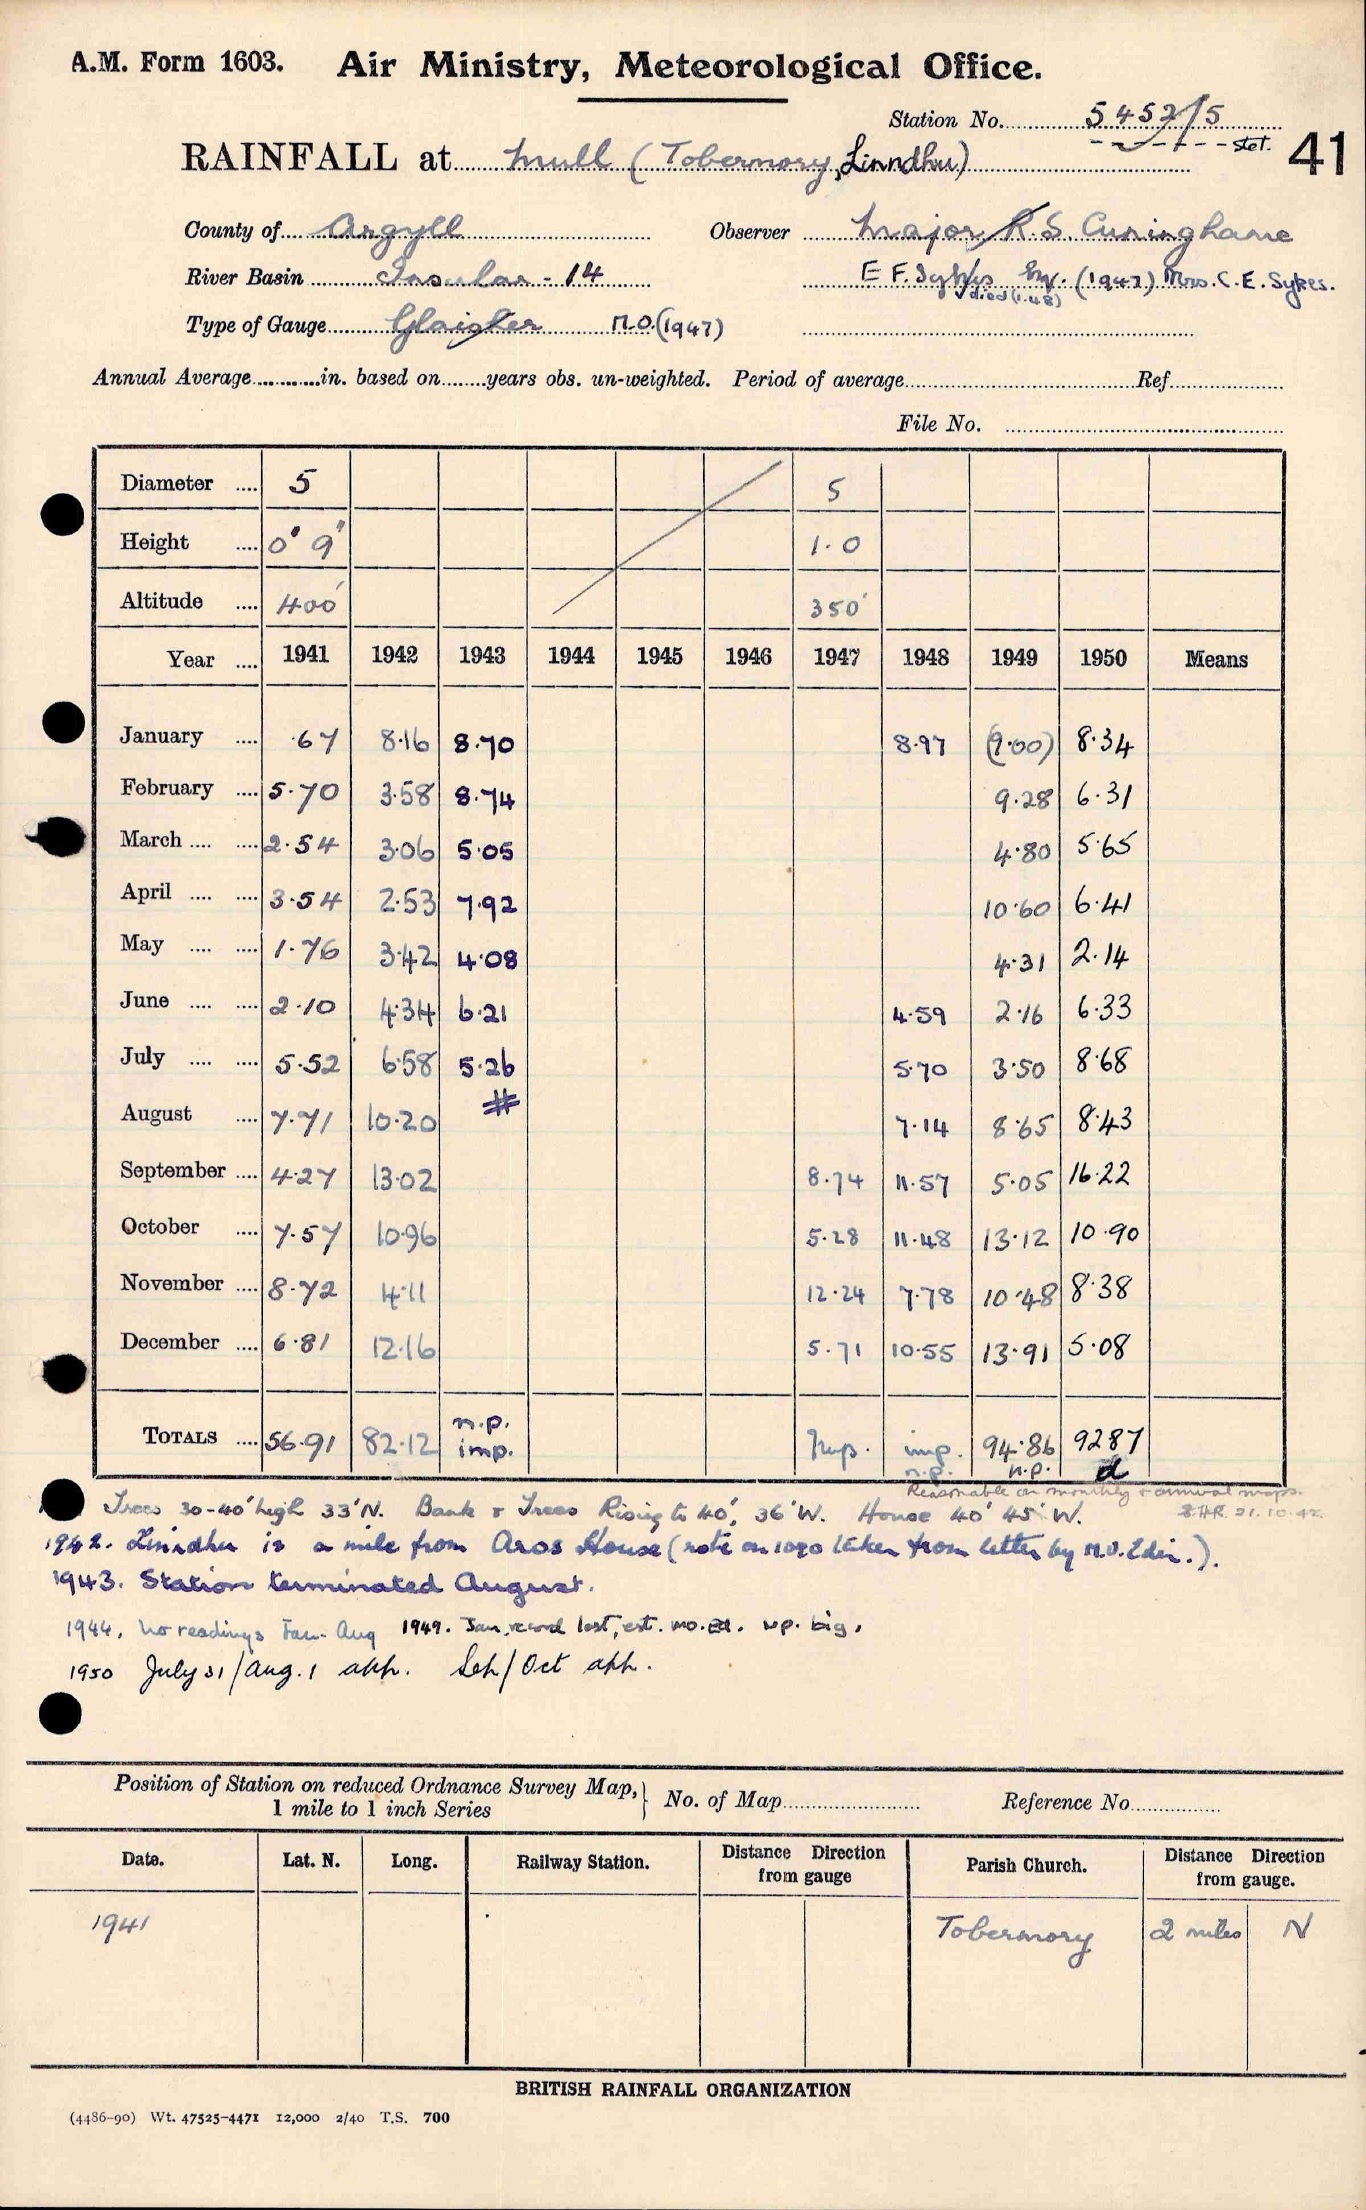 A.M. Form 1603. Air Ministry, Meteorological Office.
Station No. 5452/5
stet.
41
RAINFALL at Mull (Tobermory, Linndhu)
County of Argyll Observer Major R.S. Cuninghame
River Basin Insular - 14 E F. Sykes (1947) Mrs. C. E. Sykes.
died (1.48)
Type of Gauge Glaisher M.O. (1947)
Annual Average in. based on years obs. un-weighted. Period of average Ref
File No.
Diameter 5 5
Height 0' 9" 1.0
Altitude 400' 350'
Year 1941 1942 1943 1944 1945 1946 1947 1948 1949 1950 Means
January .67 8.16 8.70 8.97 (9.00) 8.34
February 5.70 3.58 8.74 9.28 6.31
March 2.54 3.06 5.05 4.80 5.65
April 3.54 2.53 7.92 10.60 6.41
May 1.76 3.42 4.08 4.31 2.14
June 2.10 4.34 6.21 4.59 2.16 6.33
July 5.52 6.58 5.26 5.70 3.50 8.68
August 7.71 10.20 # 7.14 8.65 8.43
September 4.27 13.02 8.74 11.57 5.05 16.22
October 7.57 10.96 5.28 11.48 13.12 10.90
November 8.72 4.11 12.24 7.78 10.48 8.38
December 6.81 12.16 5.71 10.55 13.91 5.08
TOTALS 56.91 82.12 n.p. imp. imp. imp. n.p. 94.86 n.p. 92 87 d
Reasonable on monthly & annual maps.
21.10.42
Trees 30-40' high 33' N. Bank & Trees Rising to 40', 36' W. House 40' 45' W.
1942. Linndhu is a mile from Aros House (note on 1090 taken from letter by M.O. Edin.).
1943. Station terminated August.
1944. No readings Jan- Aug 1949. Jan. record lost, est. mo. Ed. n.p. big.
1950 July 31/Aug. 1 app. Sep/Oct app.
Position of Station on reduced Ordnance Survey Map, 1 mile to 1 inch Series } No. of Map Reference No.
Date. Lat. N. Long. Railway Station. Distance Direction from gauge Parish Church. Distance Direction from gauge.
1941 Tobermory 2 miles N
BRITISH RAINFALL ORGANIZATION
(4486-90) Wt. 47525-4471 12,000 2/40 T.S. 700